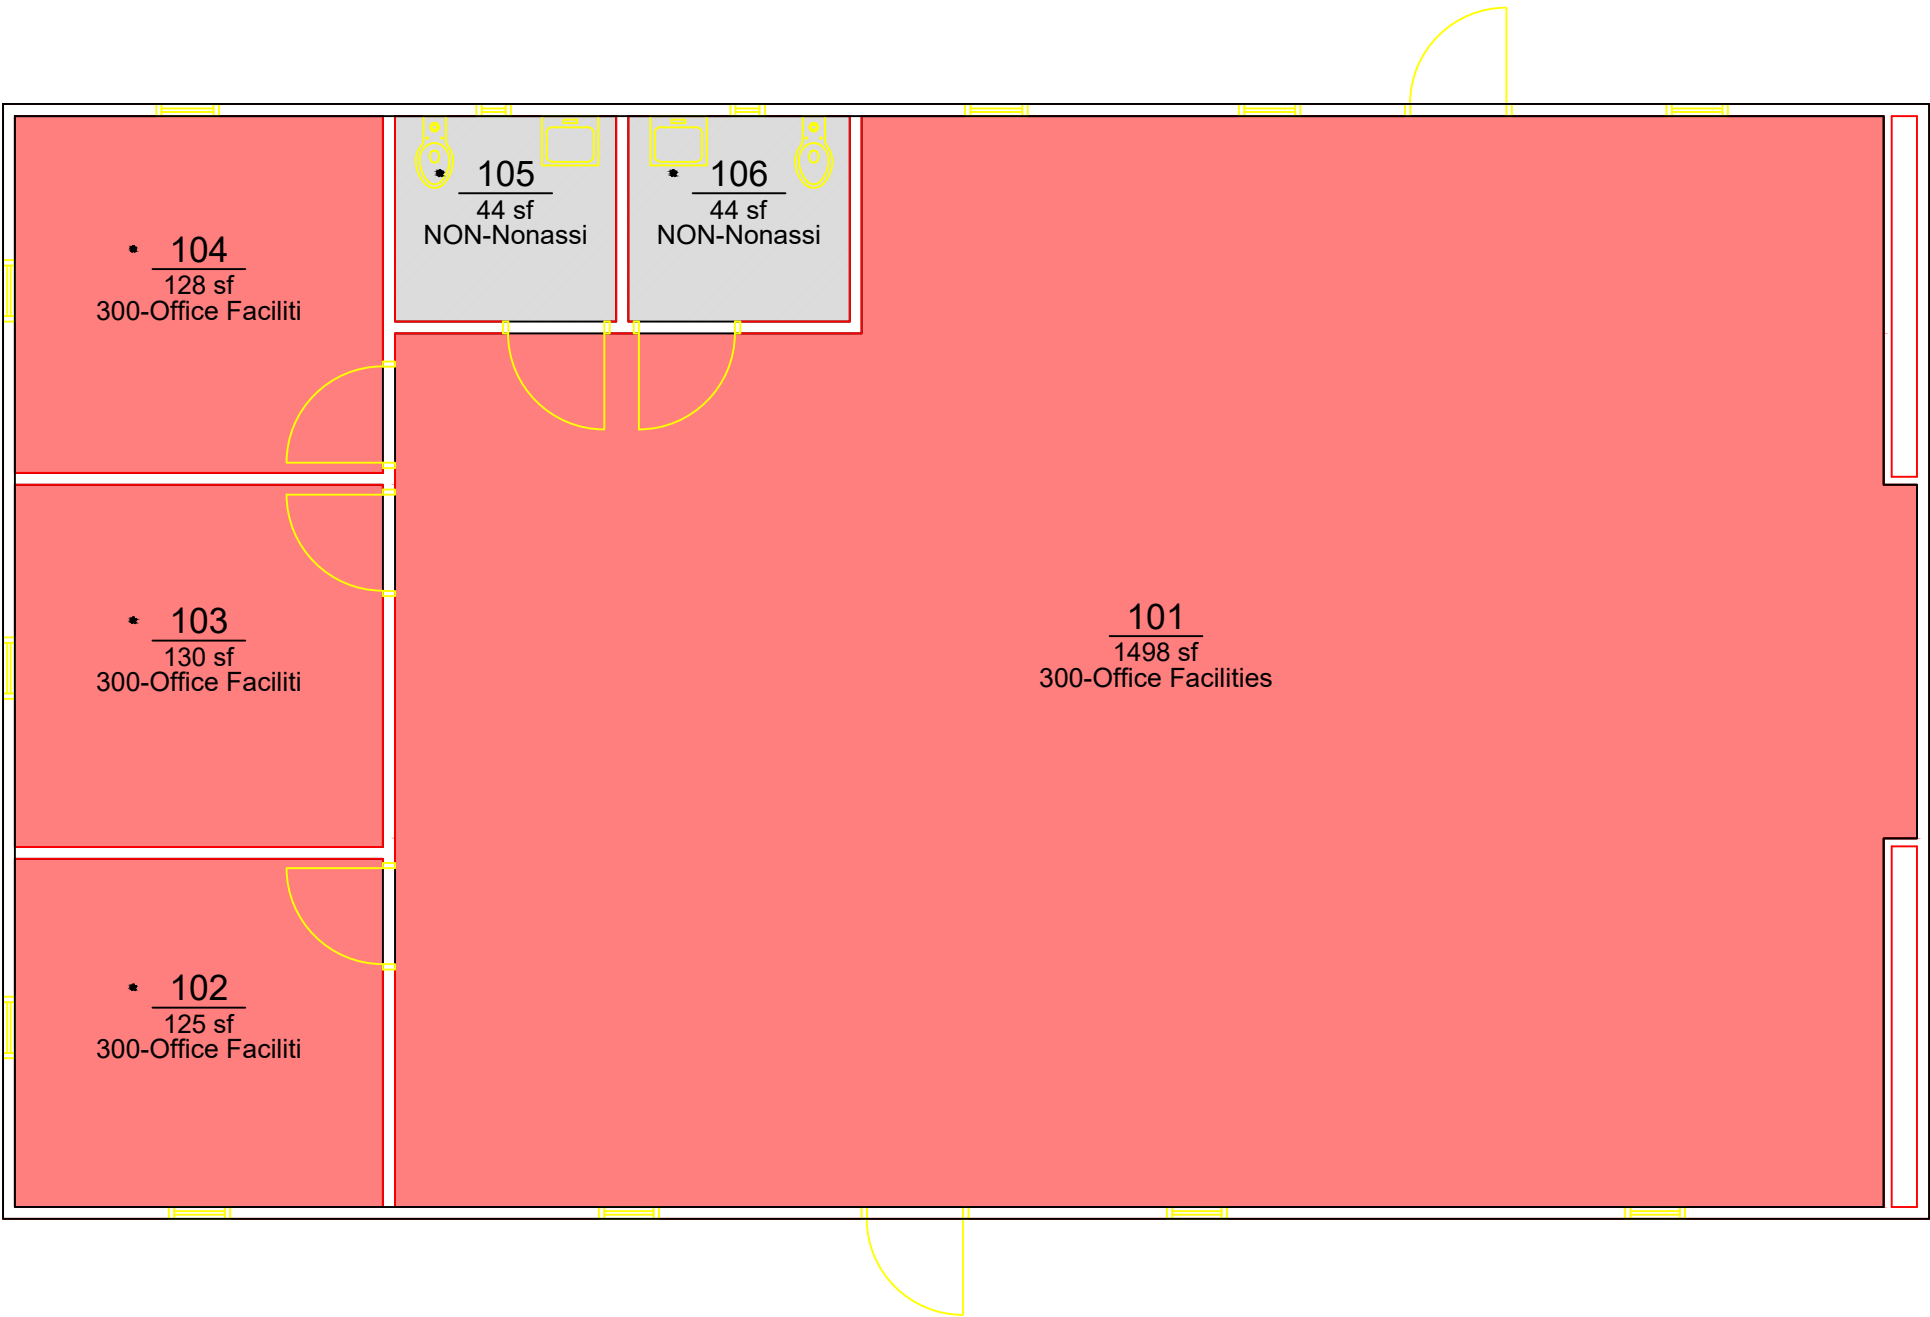 105
44 sf
NON-Nonassi
106
44 sf
NON-Nonassi
104
128 sf
300-Office Faciliti
103
130 sf
300-Office Faciliti
101
1498 sf
300-Office Facilities
102
125 sf
300-Office Faciliti